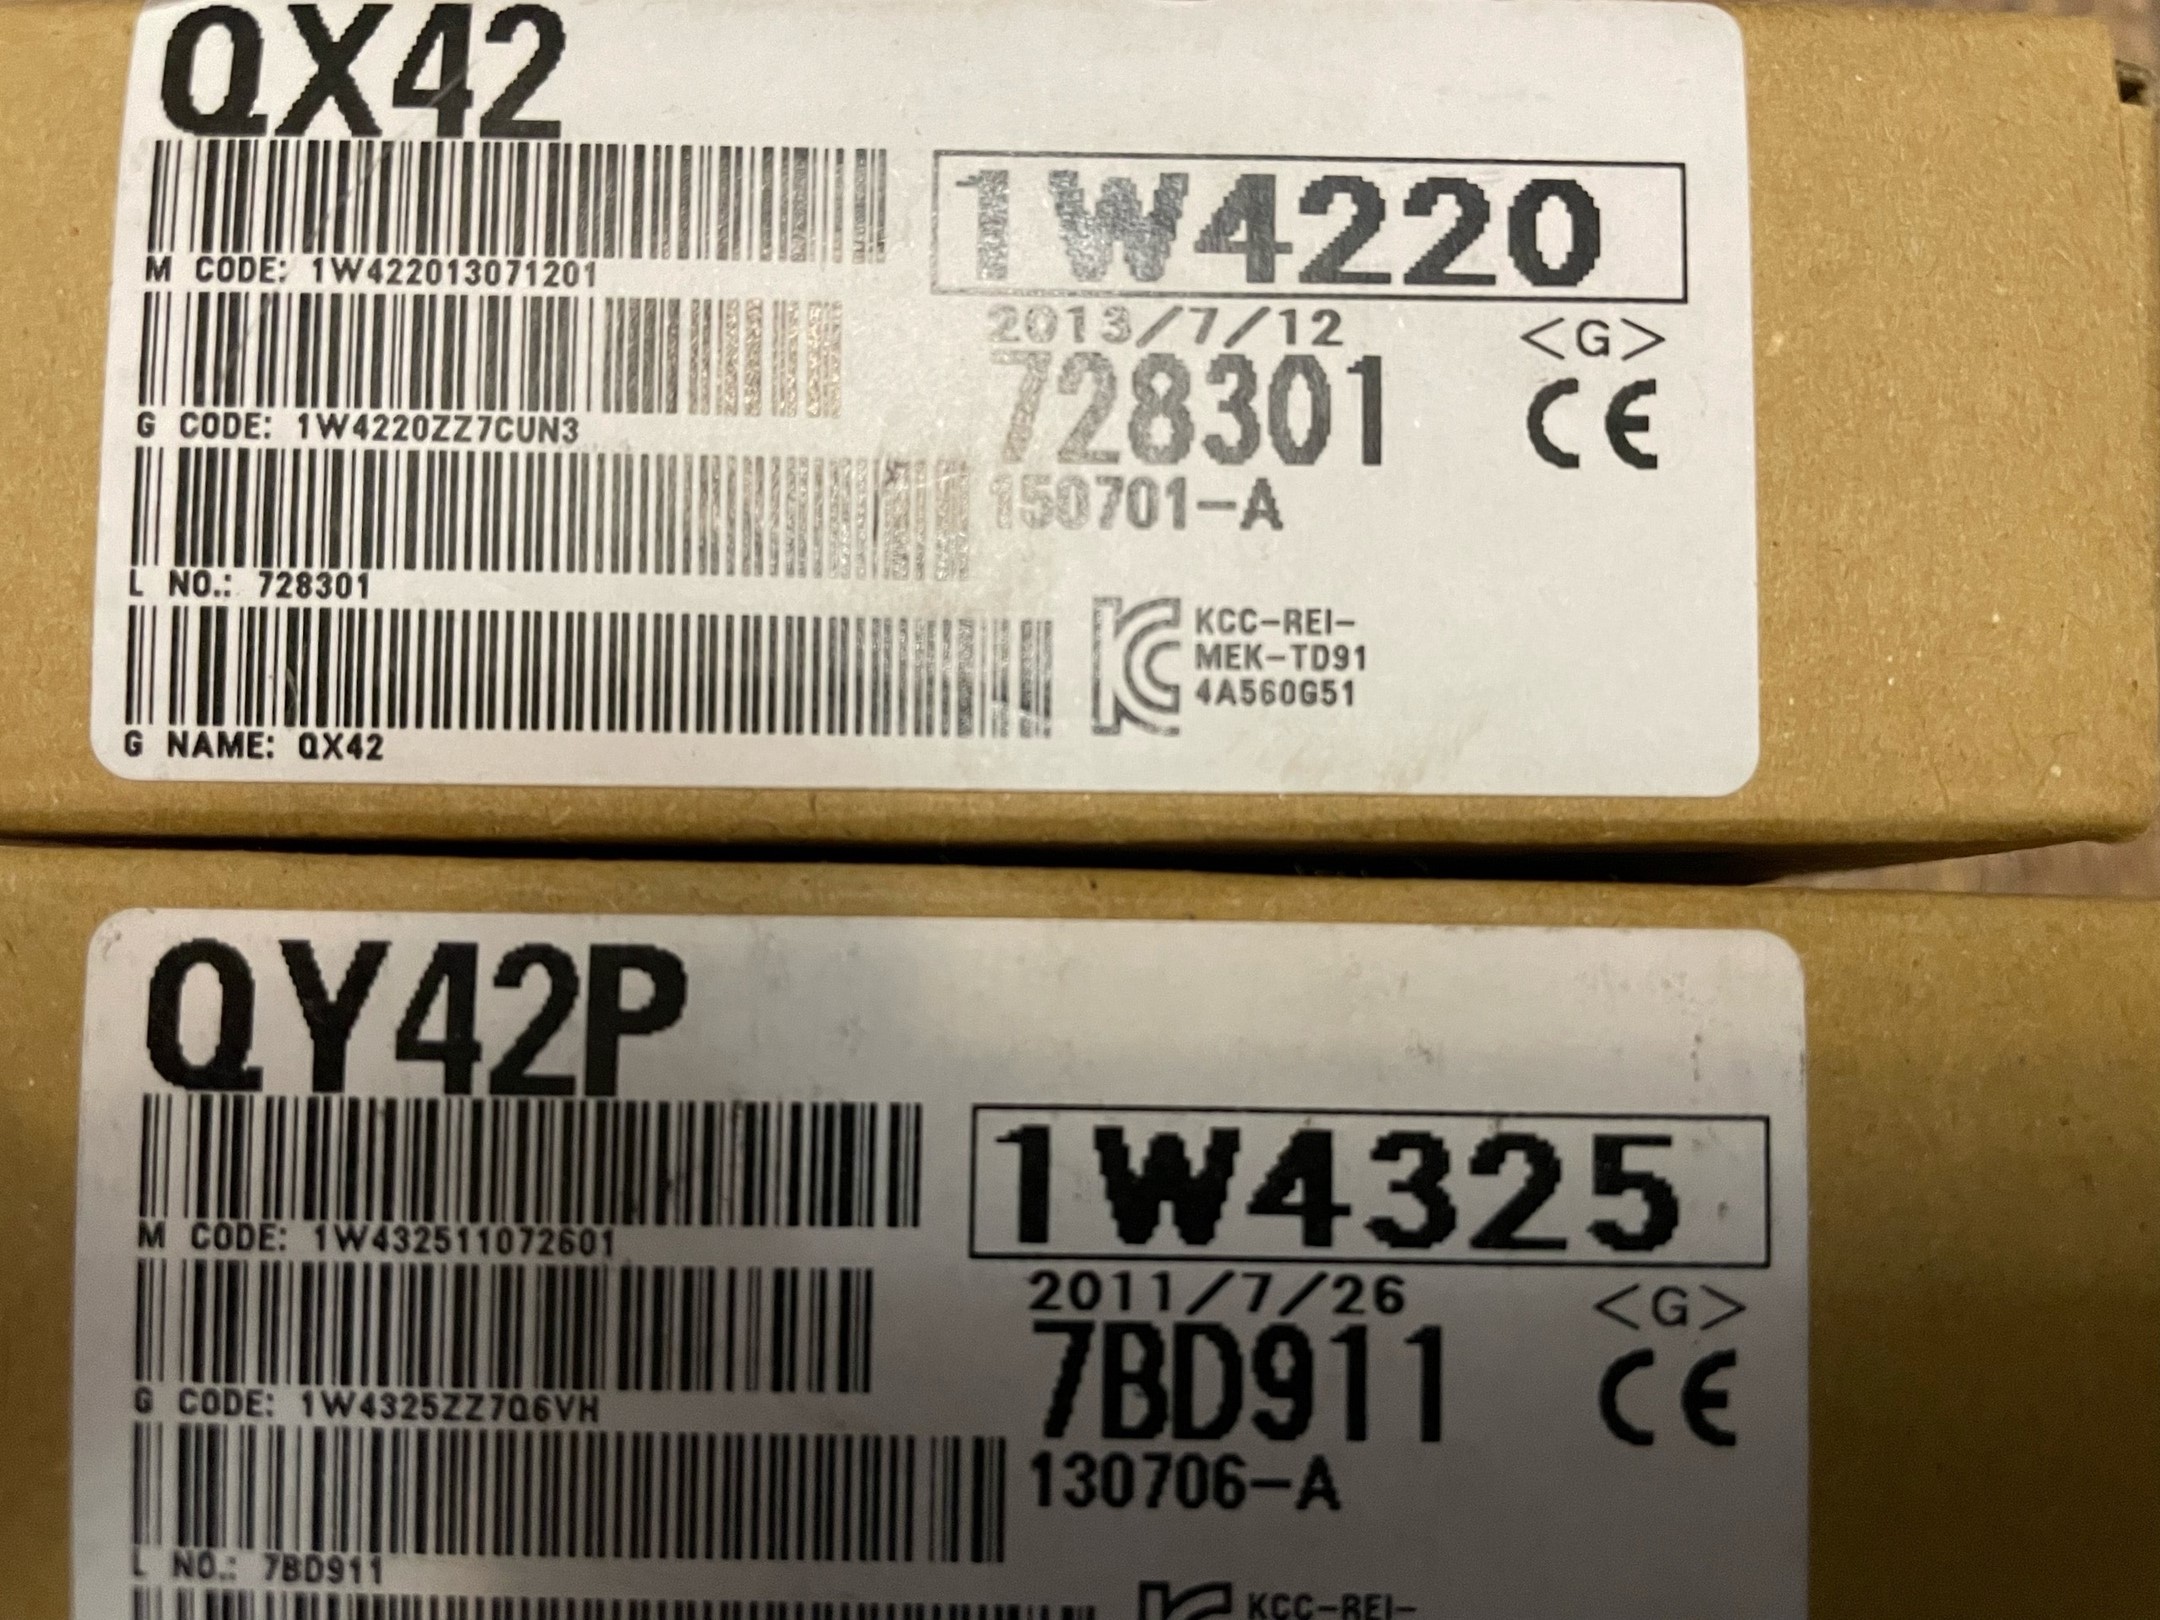 QX42
1W4220
M CODE: 1W422013071201
2013/7/12 <G>
728301 CE
G CODE: 1W4220ZZ7CUN3
150701-A
L NO.: 728301
KCC-REI-
MEK-TD91
4A560G51
G NAME: QX42
QY42P
1W4325
M CODE: 1W432511072601
2011/7/26 <G>
7BD911 CE
G CODE: 1W4325ZZ7Q6VH
130706-A
L NO.: 7BD911
KCC-REI-